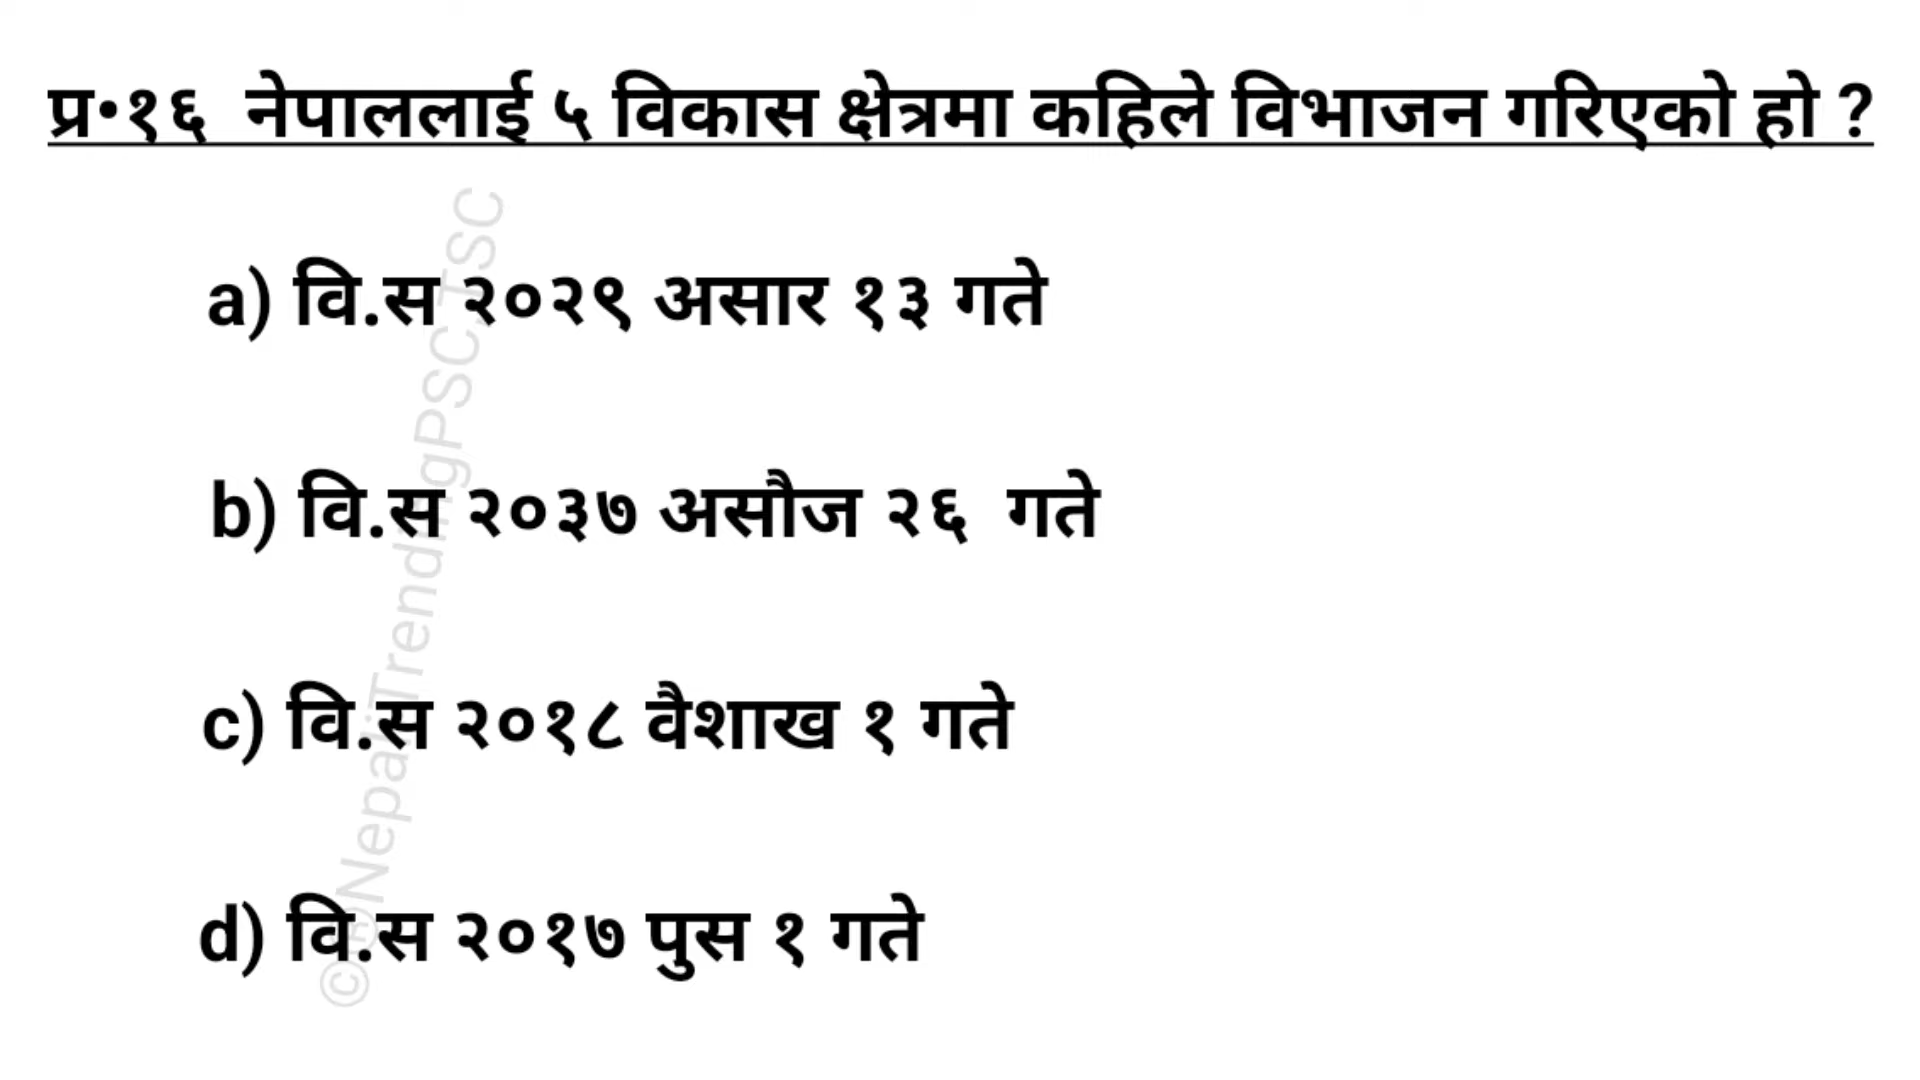 प्र•१६ नेपाललाई ५ विकास क्षेत्रमा कहिले विभाजन गरिएको हो ?
a) वि.स २०२९ असार १३ गते
b) वि.स २०३७ असौज २६ गते
c) वि.स २०१८ वैशाख १ गते
d) वि.स २०१७ पुस १ गते